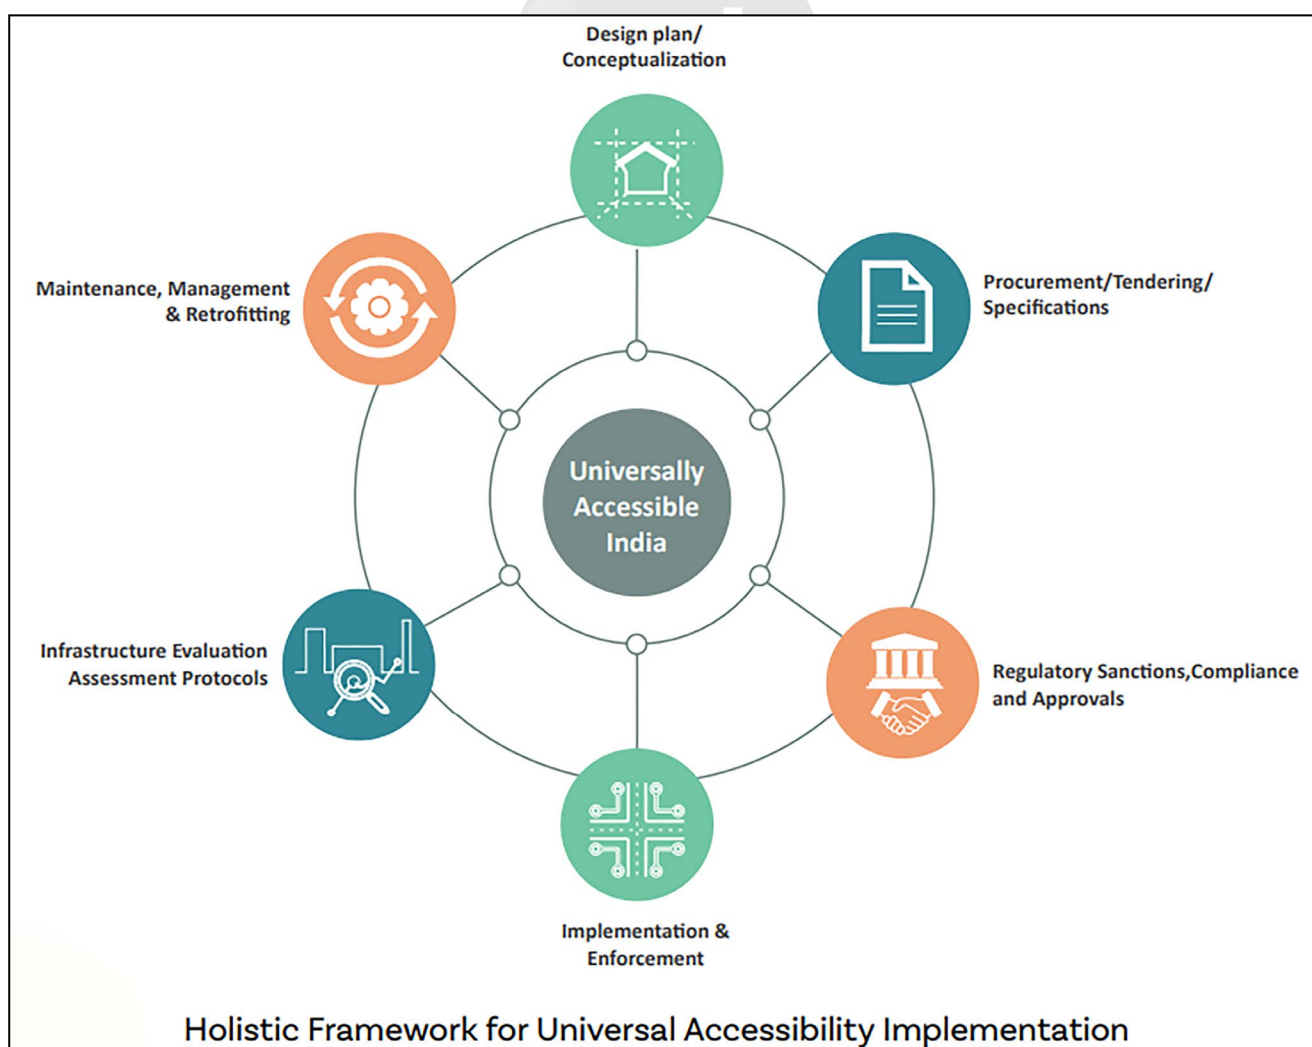 Design plan/
Conceptualization
Procurement/Tendering/
Specifications
Maintenance, Management
& Retrofitting
Universally
Accessible
India
Infrastructure Evaluation
Assessment Protocols
Regulatory Sanctions,Compliance
and Approvals
Implementation &
Enforcement
Holistic Framework for Universal Accessibility Implementation